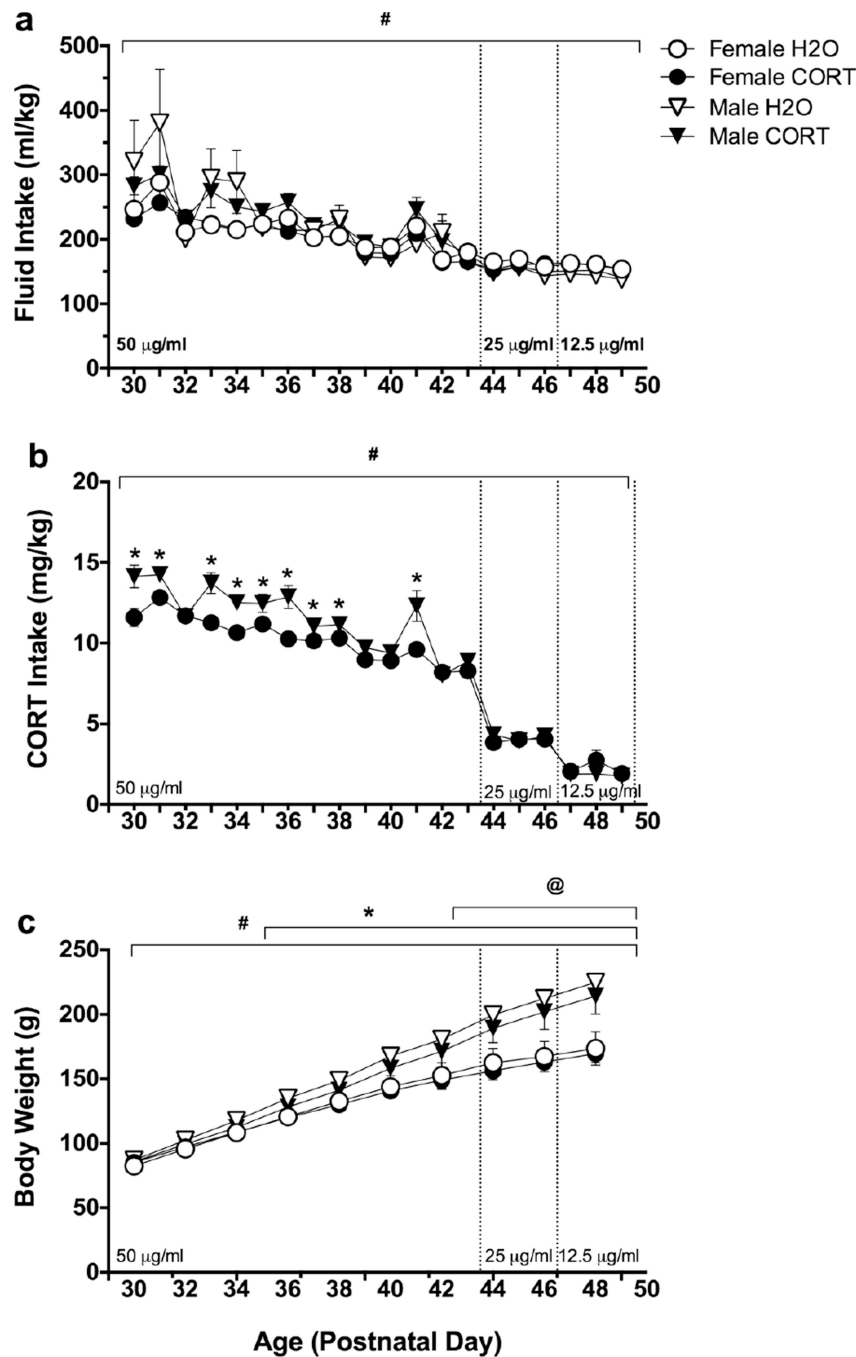 a
#
500
400
300
200
100
0
Fluid Intake (ml/kg)
Female H2O
Female CORT
Male H2O
Male CORT
50 µg/ml
25 µg/ml
12.5 µg/ml
30 32 34 36 38 40 42 44 46 48 50
b
#
20
15
10
5
0
CORT Intake (mg/kg)
* * * * * * * * *
50 µg/ml
25 µg/ml
12.5 µg/ml
30 32 34 36 38 40 42 44 46 48 50
c
@
*
#
250
200
150
100
50
0
Body Weight (g)
50 µg/ml
25 µg/ml
12.5 µg/ml
30 32 34 36 38 40 42 44 46 48 50
Age (Postnatal Day)